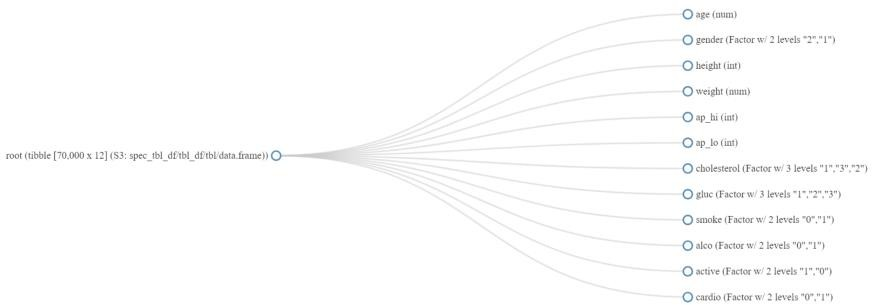 age (num)
gender (Factor w/ 2 levels "2","1")
height (int)
weight (num)
ap_hi (int)
root (tibble [70,000 x 12] (S3: spec_tbl_df/tbl_df/tbl/data.frame))
ap_lo (int)
cholesterol (Factor w/ 3 levels "1","3","2")
gluc (Factor w/ 3 levels "1","2","3")
smoke (Factor w/ 2 levels "0","1")
alco (Factor w/ 2 levels "0","1")
active (Factor w/ 2 levels "1","0")
cardio (Factor w/ 2 levels "0","1")